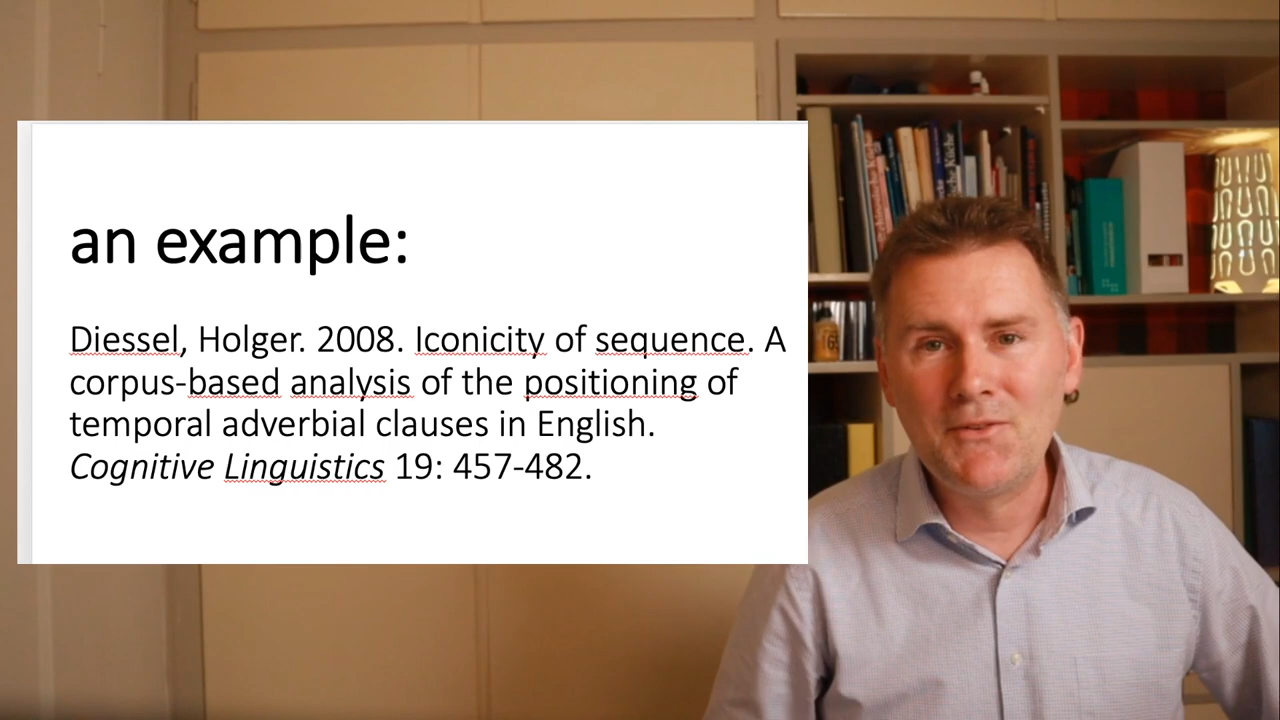 an example:
Diessel, Holger. 2008. Iconicity of sequence. A
corpus-based analysis of the positioning of
temporal adverbial clauses in English.
Cognitive Linguistics 19: 457-482.